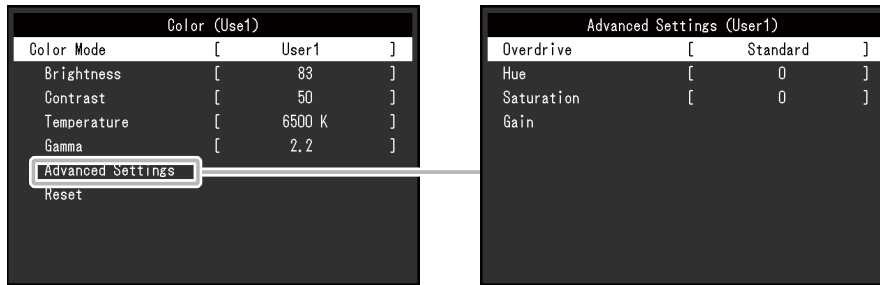 Color (Use1)
Color Mode [ User1 ]
Brightness [ 83 ]
Contrast [ 50 ]
Temperature [ 6500 K ]
Gamma [ 2.2 ]
Advanced Settings
Reset
Advanced Settings (User1)
Overdrive [ Standard ]
Hue [ 0 ]
Saturation [ 0 ]
Gain